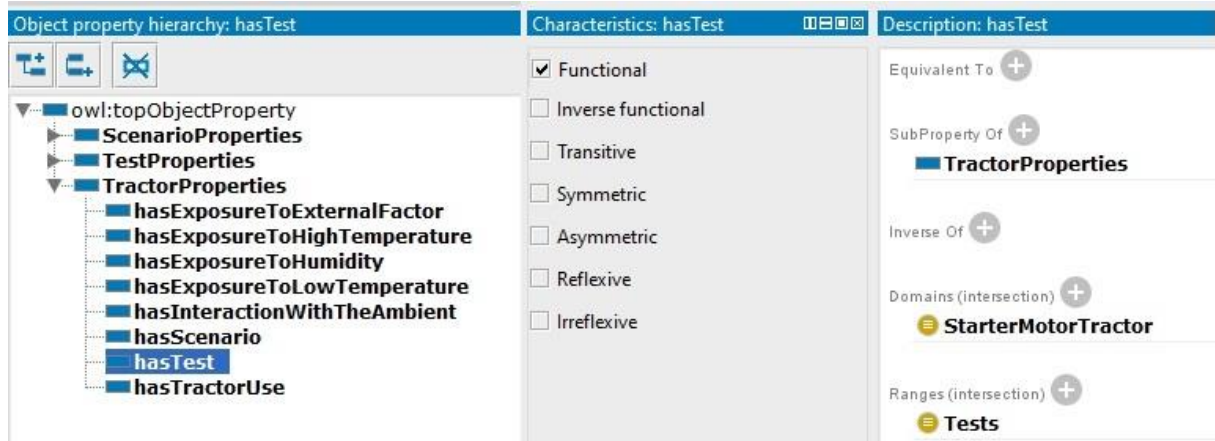 Object property hierarchy: hasTest
owl:topObjectProperty
ScenarioProperties
TestProperties
TractorProperties
hasExposureToExternalFactor
hasExposureToHighTemperature
hasExposureToHumidity
hasExposureToLowTemperature
hasInteractionWithTheAmbient
hasScenario
hasTest
hasTractorUse
Characteristics: hasTest
Functional
Inverse functional
Transitive
Symmetric
Asymmetric
Reflexive
Irreflexive
Description: hasTest
Equivalent To
SubProperty Of
TractorProperties
Inverse Of
Domains (intersection)
StarterMotorTractor
Ranges (intersection)
Tests